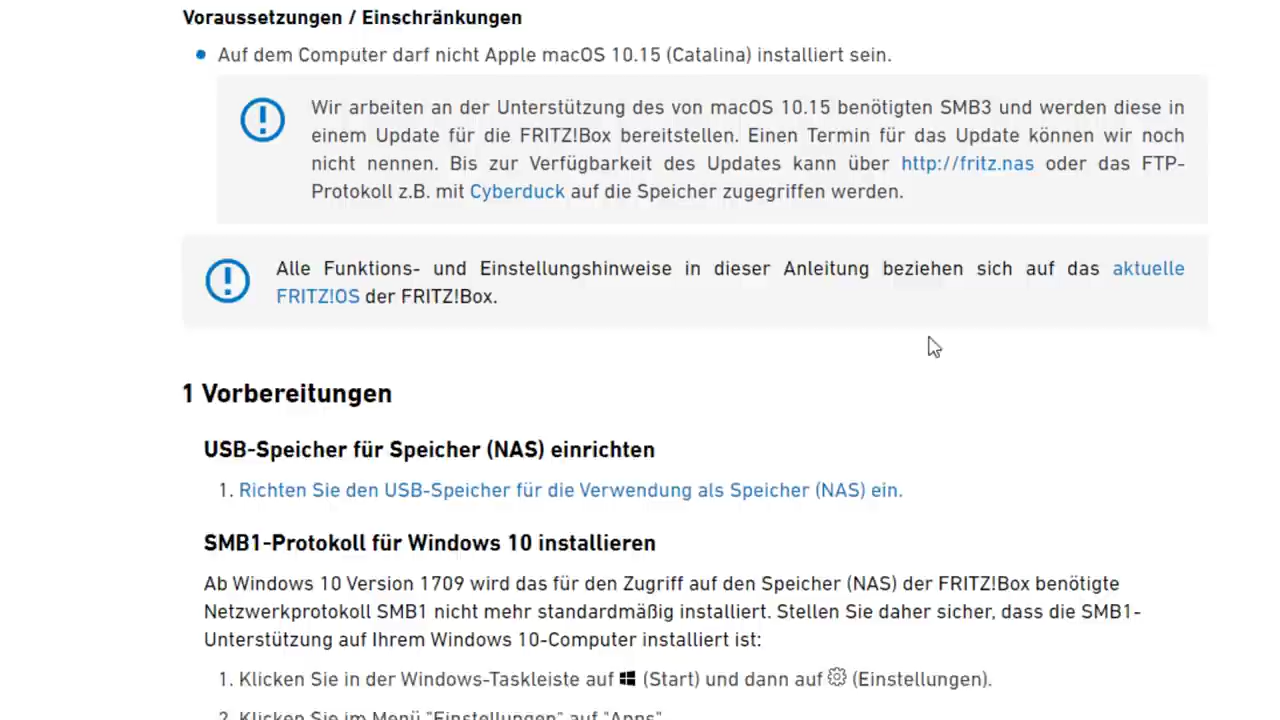 Voraussetzungen / Einschränkungen
Auf dem Computer darf nicht Apple macOS 10.15 (Catalina) installiert sein.
Wir arbeiten an der Unterstützung des von macOS 10.15 benötigten SMB3 und werden diese in
einem Update für die FRITZ!Box bereitstellen. Einen Termin für das Update können wir noch
nicht nennen. Bis zur Verfügbarkeit des Updates kann über http://fritz.nas oder das FTP-
Protokoll z.B. mit Cyberduck auf die Speicher zugegriffen werden.
Alle Funktions- und Einstellungshinweise in dieser Anleitung beziehen sich auf das aktuelle
FRITZ!OS der FRITZ!Box.
1 Vorbereitungen
USB-Speicher für Speicher (NAS) einrichten
1. Richten Sie den USB-Speicher für die Verwendung als Speicher (NAS) ein.
SMB1-Protokoll für Windows 10 installieren
Ab Windows 10 Version 1709 wird das für den Zugriff auf den Speicher (NAS) der FRITZ!Box benötigte
Netzwerkprotokoll SMB1 nicht mehr standardmäßig installiert. Stellen Sie daher sicher, dass die SMB1-
Unterstützung auf Ihrem Windows 10-Computer installiert ist:
1. Klicken Sie in der Windows-Taskleiste auf (Start) und dann auf (Einstellungen).
2. Klicken Sie im Menü "Einstellungen" auf "Apps".